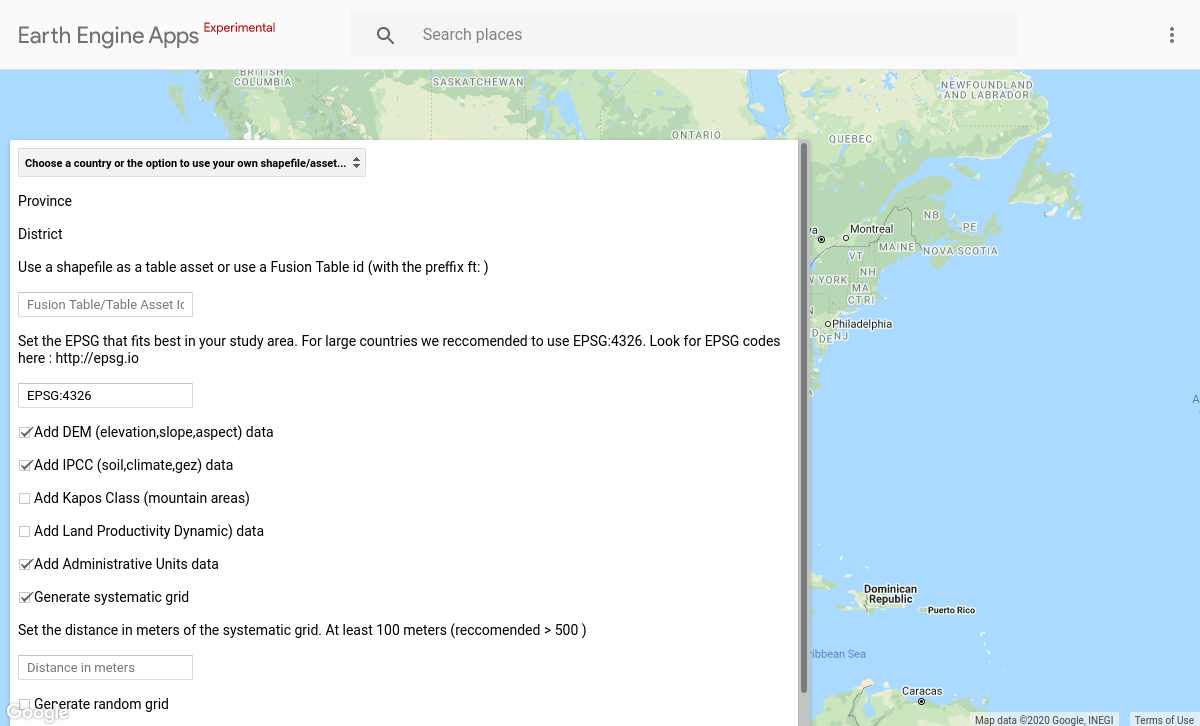 Earth Engine Apps Experimental
Search places
BRITISH
COLUMBIA
SASKATCHEWAN
NEWFOUNDLAND
AND LABRADOR
ONTARIO
QUEBEC
Choose a country or the option to use your own shapefile/asset...
Province
NB
PE
Montreal
District
MAINE
NOVA SCOTIA
VT
Use a shapefile as a table asset or use a Fusion Table id (with the preffix ft: )
NH
YORK
MA
CT RI
Fusion Table/Table Asset Ic
Philadelphia
DE NJ
Set the EPSG that fits best in your study area. For large countries we reccomended to use EPSG:4326. Look for EPSG codes
here : http://epsg.io
EPSG:4326
Add DEM (elevation,slope,aspect) data
Add IPCC (soil,climate,gez) data
Add Kapos Class (mountain areas)
Add Land Productivity Dynamic) data
Add Administrative Units data
Dominican
Republic
Generate systematic grid
Puerto Rico
Set the distance in meters of the systematic grid. At least 100 meters (reccomended > 500 )
ribbean Sea
Distance in meters
Caracas
Generate random grid
Google
Map data ©2020 Google, INEGI
Terms of Use